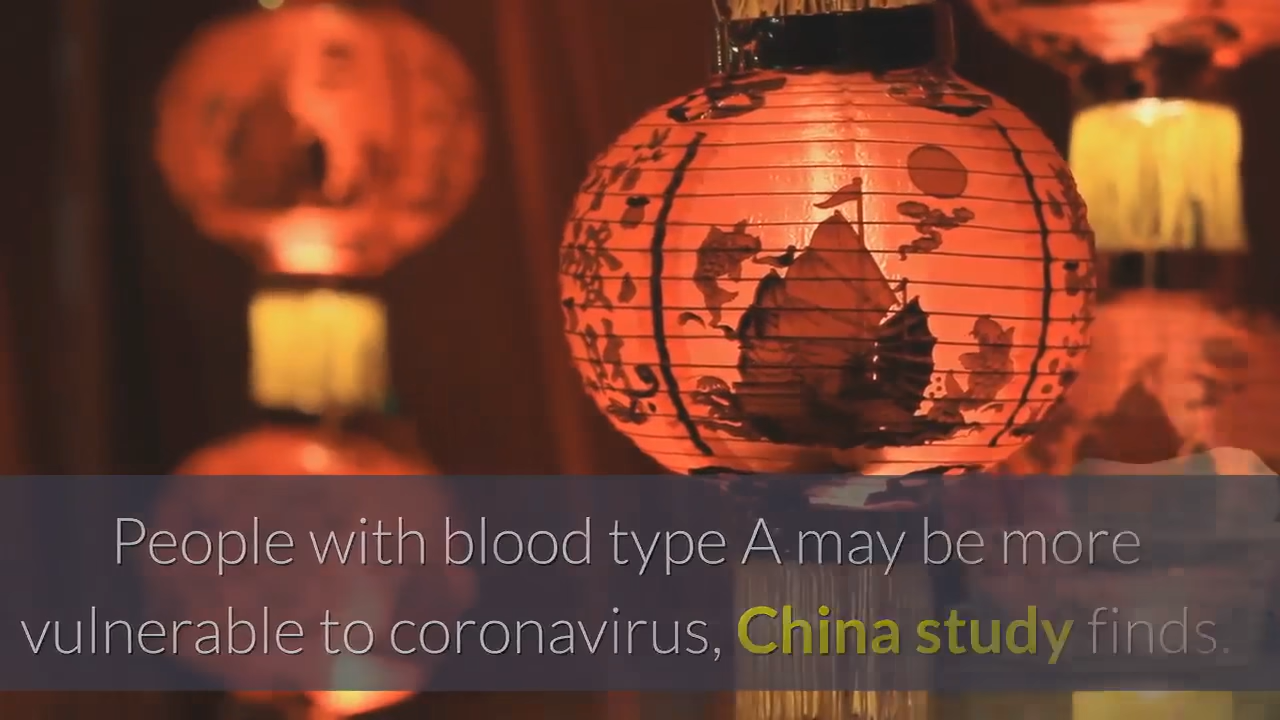 People with blood type A may be more
vulnerable to coronavirus, China study finds.